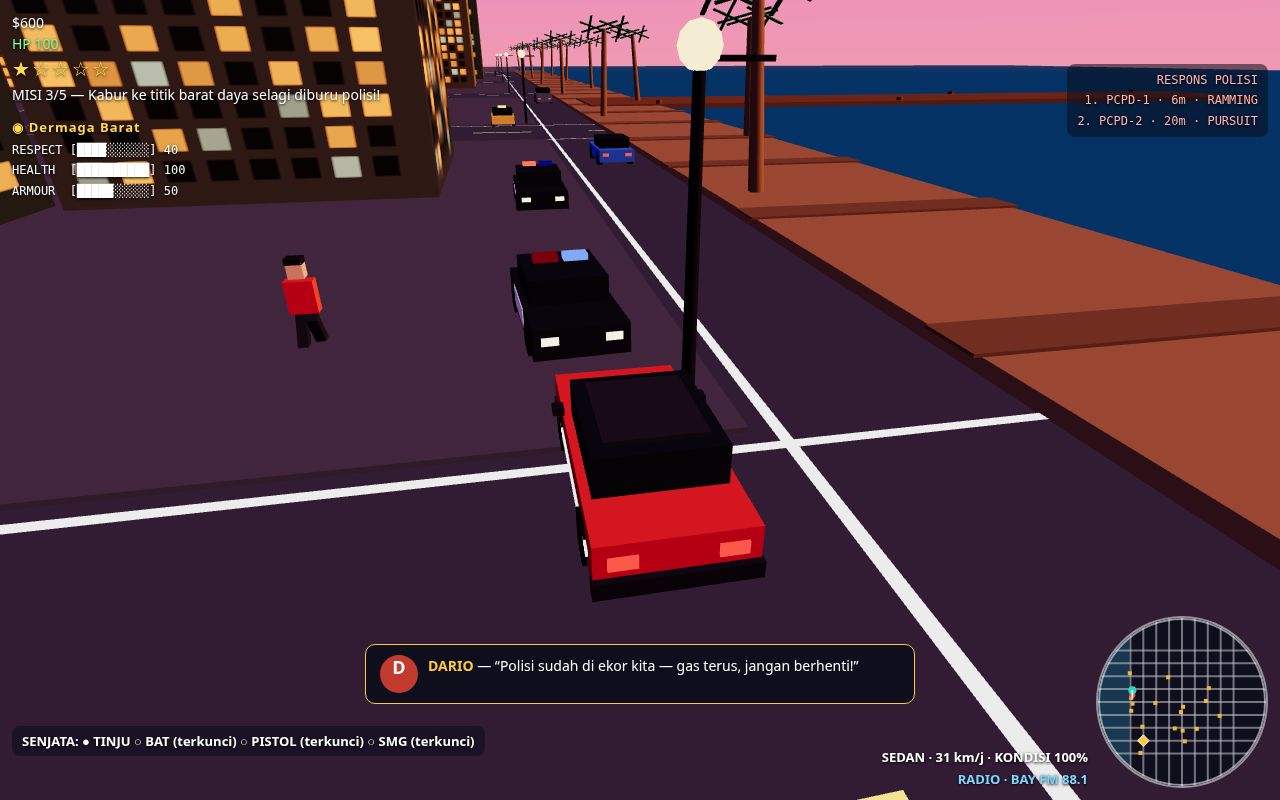 $600
HP 100
★☆☆☆☆
MISI 3/5 — Kabur ke titik barat daya selagi diburu polisi!
◉ Dermaga Barat
RESPECT [████░░░░░░] 40
HEALTH [██████████] 100
ARMOUR [█████░░░░░] 50
RESPONS POLISI
1. PCPD-1 · 6m · RAMMING
2. PCPD-2 · 20m · PURSUIT
D
DARIO — “Polisi sudah di ekor kita — gas terus, jangan berhenti!”
SENJATA: ● TINJU ○ BAT (terkunci) ○ PISTOL (terkunci) ○ SMG (terkunci)
SEDAN · 31 km/j · KONDISI 100%
RADIO · BAY FM 88.1